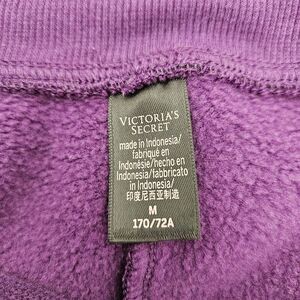 VICTORIA'S
SECRET
made in Indonesia/
fabriqué en
Indonésie/hecho en
Indonesia/fabbricato
in Indonesia/
印度尼西亚制造
M
170/72A